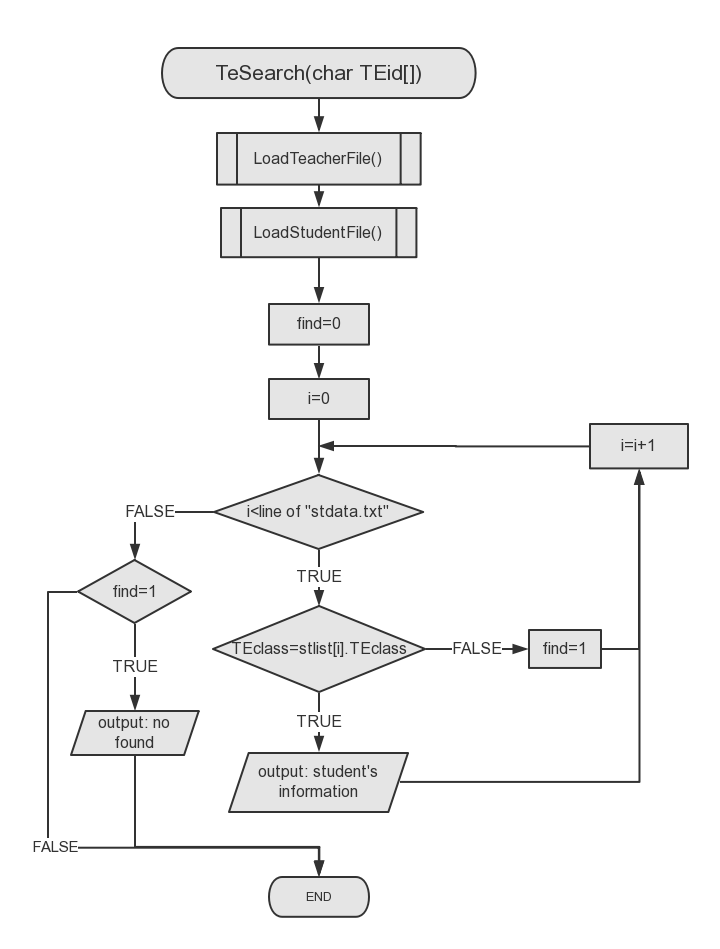 TeSearch(char TEid[])
LoadTeacherFile()
LoadStudentFile()
find=0
i=0
i=i+1
i<line of "stdata.txt"
FALSE
TRUE
find=1
TEclass=stlist[i].TEclass
FALSE
find=1
TRUE
output: no
found
TRUE
output: student's
information
FALSE
END